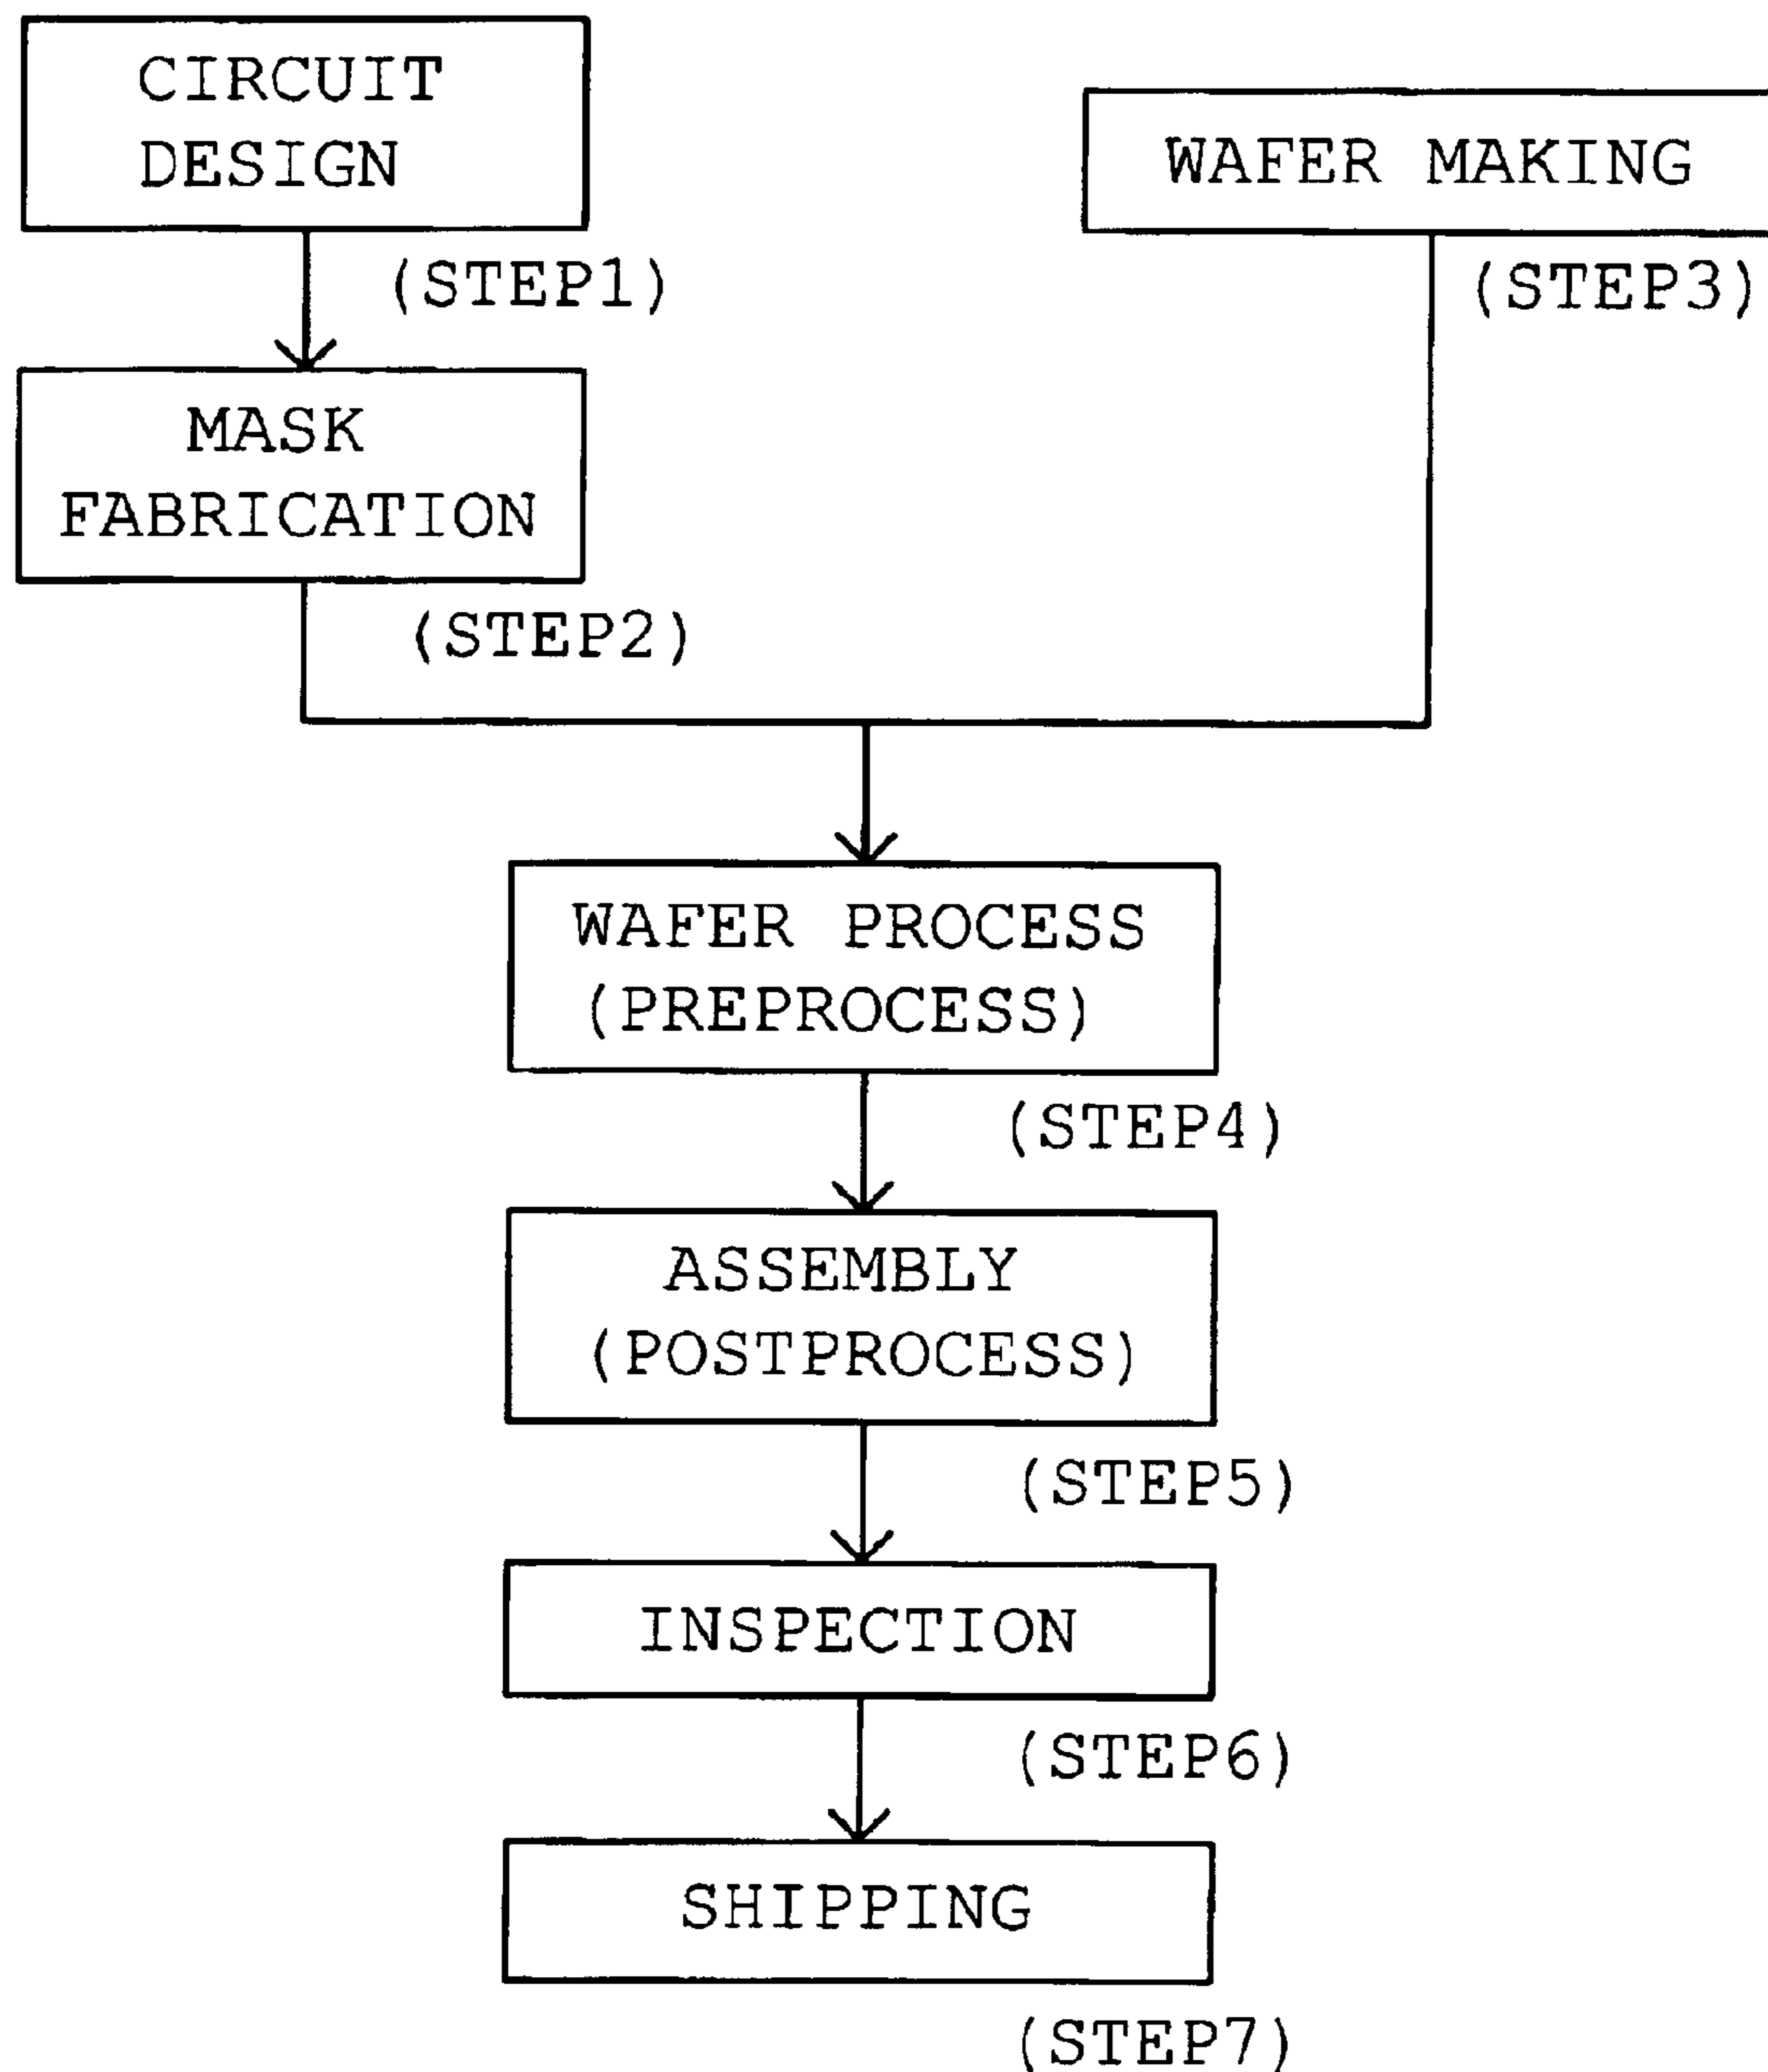 CIRCUIT
DESIGN
(STEP1)
MASK
FABRICATION
(STEP2)
WAFER MAKING
(STEP3)
WAFER PROCESS
(PREPROCESS)
(STEP4)
ASSEMBLY
(POSTPROCESS)
(STEP5)
INSPECTION
(STEP6)
SHIPPING
(STEP7)